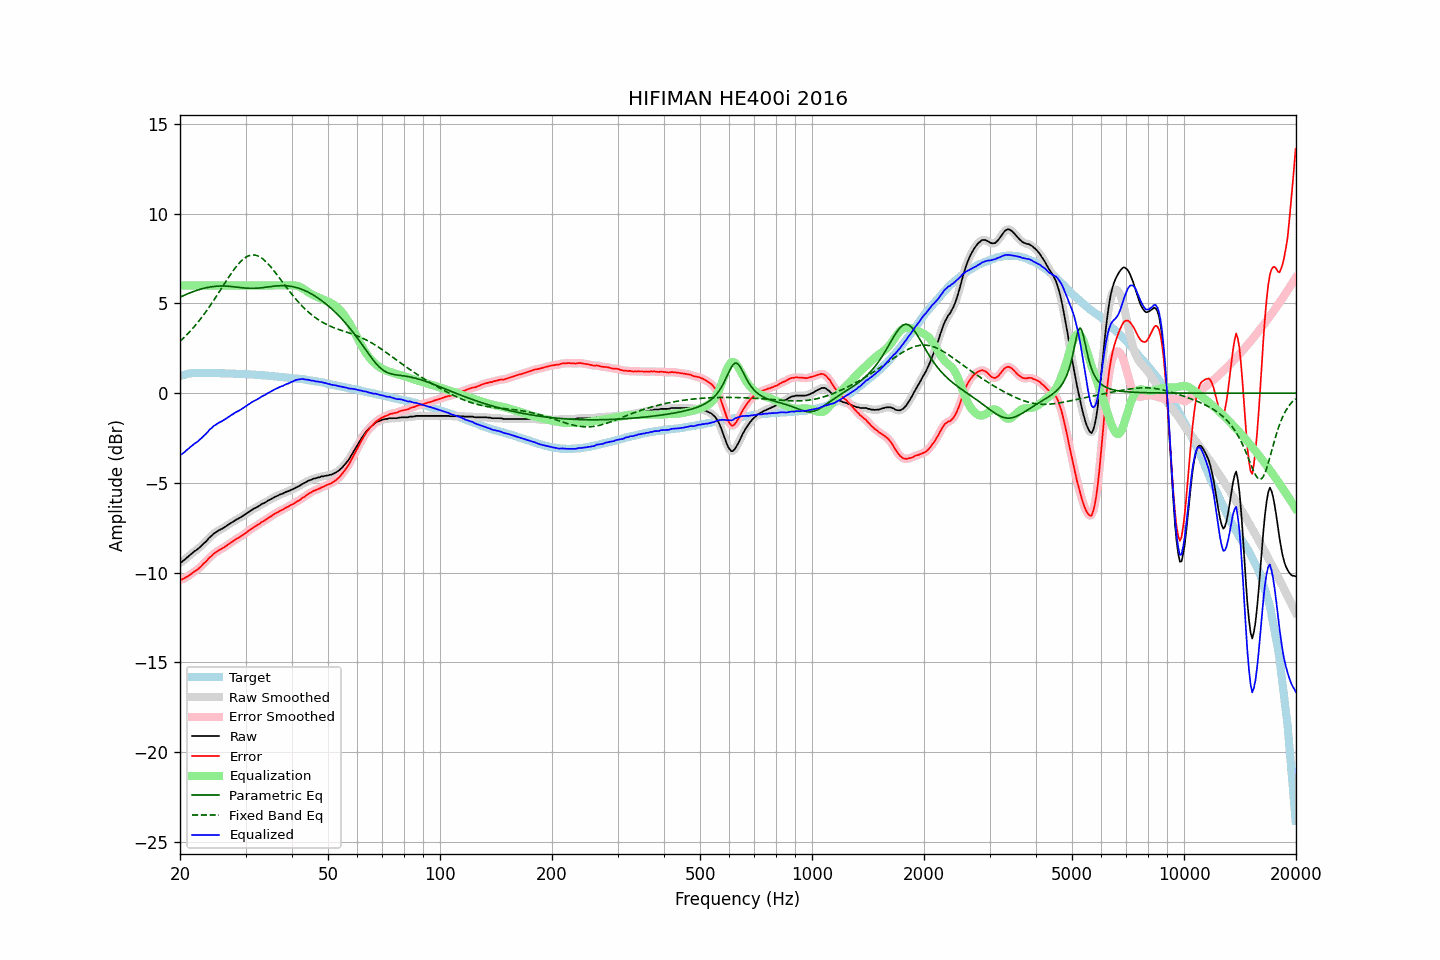 HIFIMAN HE400i 2016
Amplitude (dBr)
15
10
5
0
−5
−10
−15
−20
−25
Target
Raw Smoothed
Error Smoothed
Raw
Error
Equalization
Parametric Eq
Fixed Band Eq
Equalized
20
50
100
200
500
1000
2000
5000
10000
20000
Frequency (Hz)